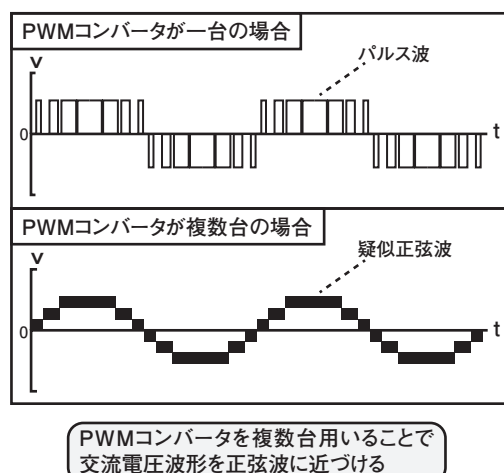 PWMコンバータが一台の場合
パルス波
v
0
t
PWMコンバータが複数台の場合
疑似正弦波
v
0
t
PWMコンバータを複数台用いることで
交流電圧波形を正弦波に近づける